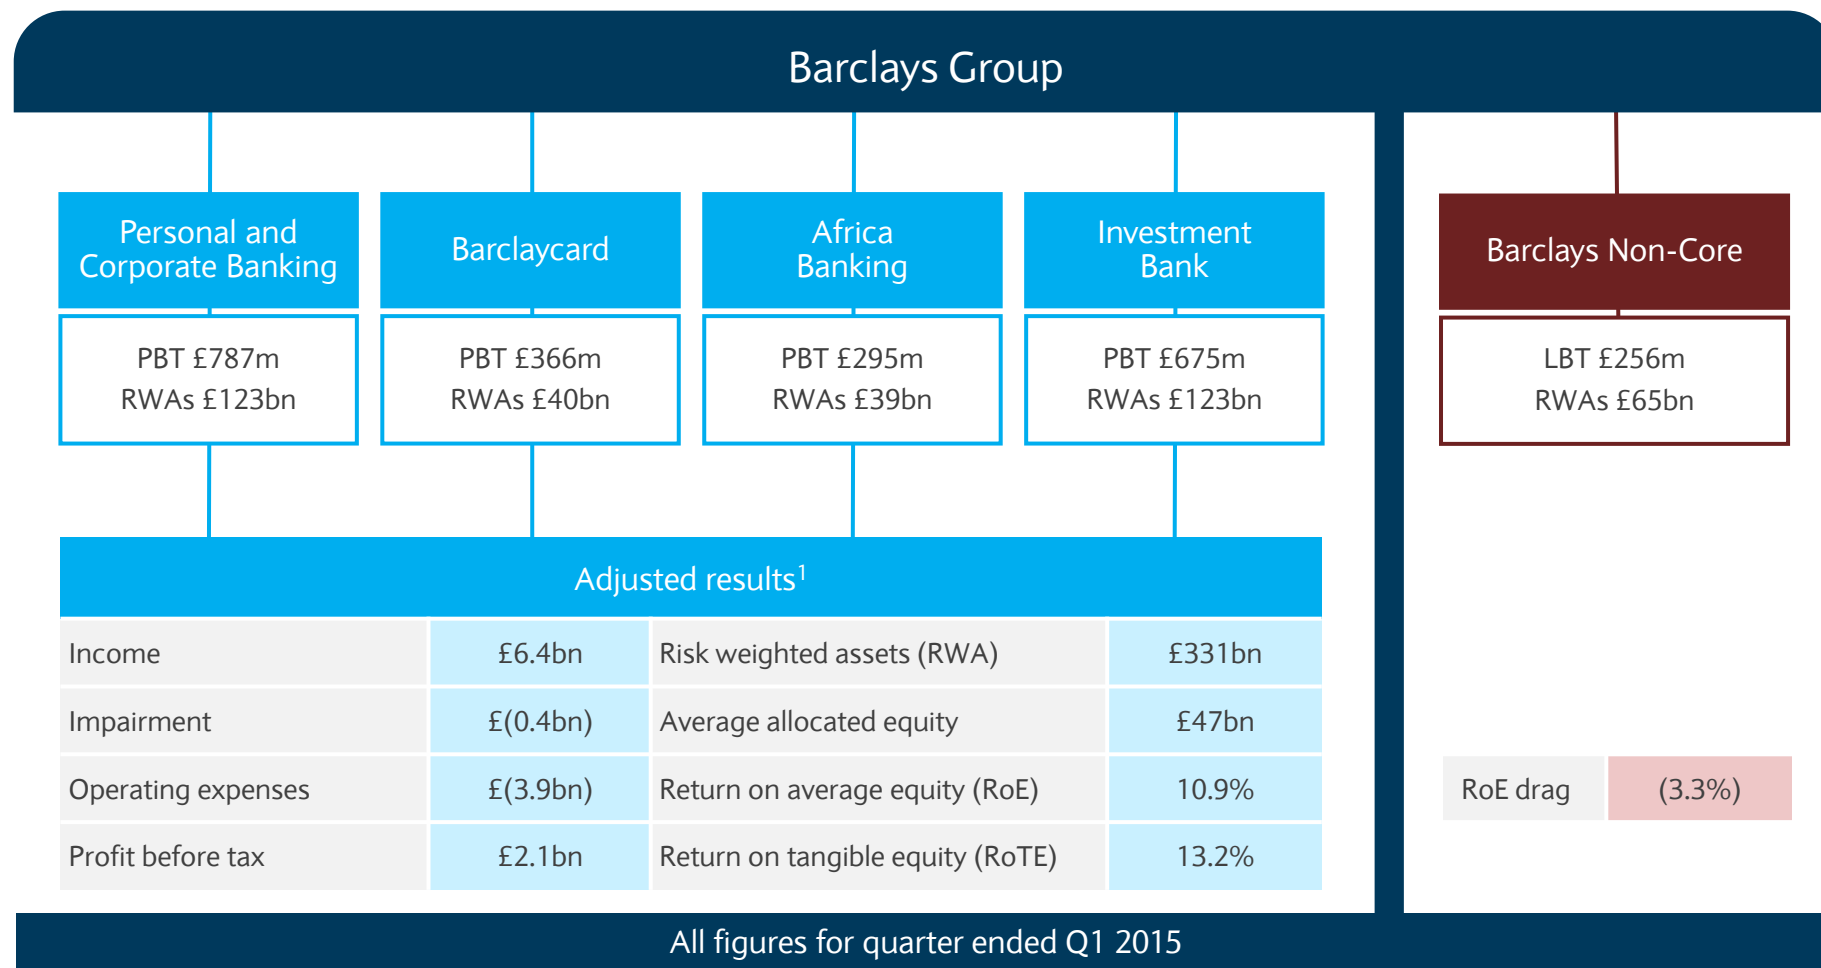 Barclays Group
Personal and
Corporate Banking
PBT £787m
RWAs £123bn
Barclaycard
PBT £366m
RWAs £40bn
Africa
Banking
PBT £295m
RWAs £39bn
Investment
Bank
PBT £675m
RWAs £123bn
Barclays Non-Core
LBT £256m
RWAs £65bn
Adjusted results¹
Income £6.4bn Risk weighted assets (RWA) £331bn
Impairment £(0.4bn) Average allocated equity £47bn
Operating expenses £(3.9bn) Return on average equity (RoE) 10.9%
Profit before tax £2.1bn Return on tangible equity (RoTE) 13.2%
RoE drag (3.3%)
All figures for quarter ended Q1 2015